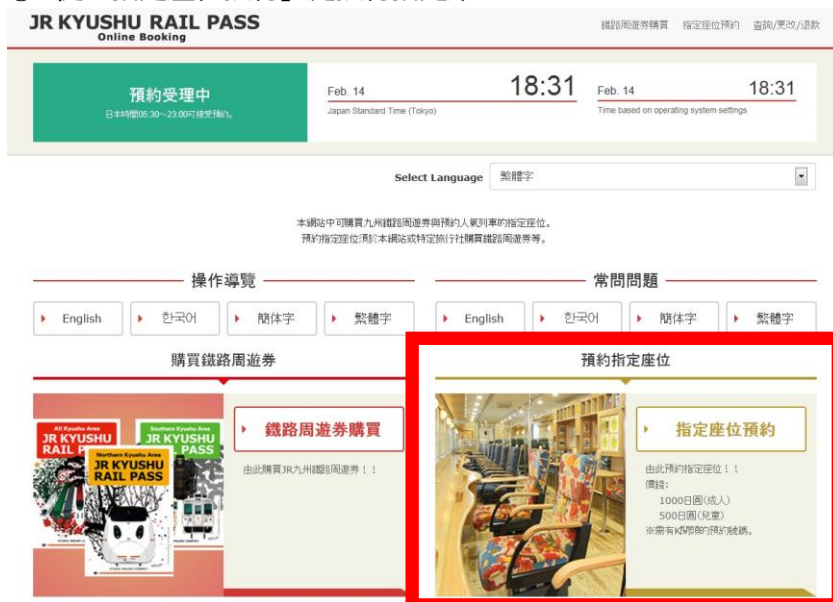 JR KYUSHU RAIL PASS
Online Booking
鐵路周遊券購買 指定座位預約 查詢/更改/退款
預約受理中
日本時間05:30~23:00可接受預約。
Feb. 14 18:31
Japan Standard Time (Tokyo)
Feb. 14 18:31
Time based on operating system settings
Select Language 繁體字
本網站中可購買九州鐵路周遊券與預約人氣列車的指定座位。
預約指定座位須於本網站或特定旅行社購買鐵路周遊券等。
操作導覽
常問問題
English 한국어 簡体字 繁體字
English 한국어 簡体字 繁體字
購買鐵路周遊券
預約指定座位
All Kyushu Area
JR KYUSHU
RAIL
Southern Kyushu Area
JR KYUSHU
PASS
Northern Kyushu Area
JR KYUSHU
RAIL PASS
鐵路周遊券購買
由此購買JR九州鐵路周遊券！！
指定座位預約
由此預約指定座位！！
價錢：
1000日圓(成人)
500日圓(兒童)
※需有K開頭的預約號碼。